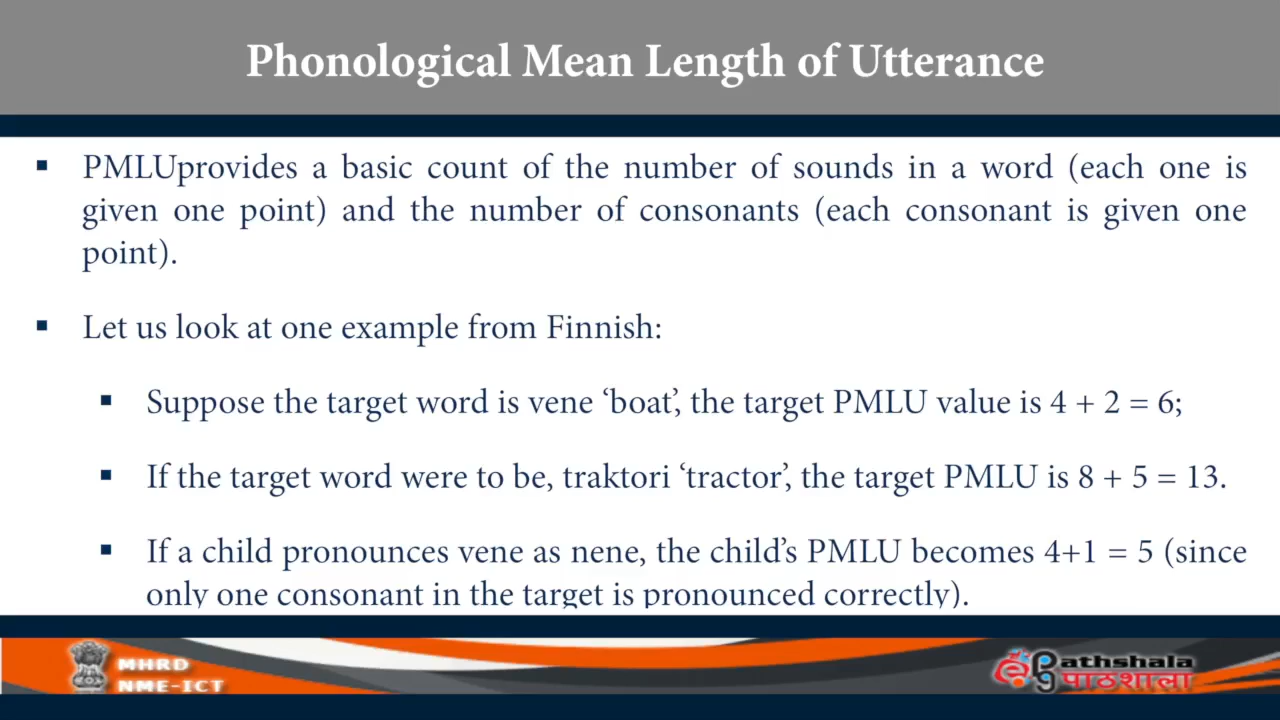 Phonological Mean Length of Utterance
▪ PMLUprovides a basic count of the number of sounds in a word (each one is
given one point) and the number of consonants (each consonant is given one
point).
▪ Let us look at one example from Finnish:
▪ Suppose the target word is vene ‘boat’, the target PMLU value is 4 + 2 = 6;
▪ If the target word were to be, traktori ‘tractor’, the target PMLU is 8 + 5 = 13.
▪ If a child pronounces vene as nene, the child’s PMLU becomes 4+1 = 5 (since
only one consonant in the target is pronounced correctly).
MHRD
NME-ICT
Pathshala
पाठशाला